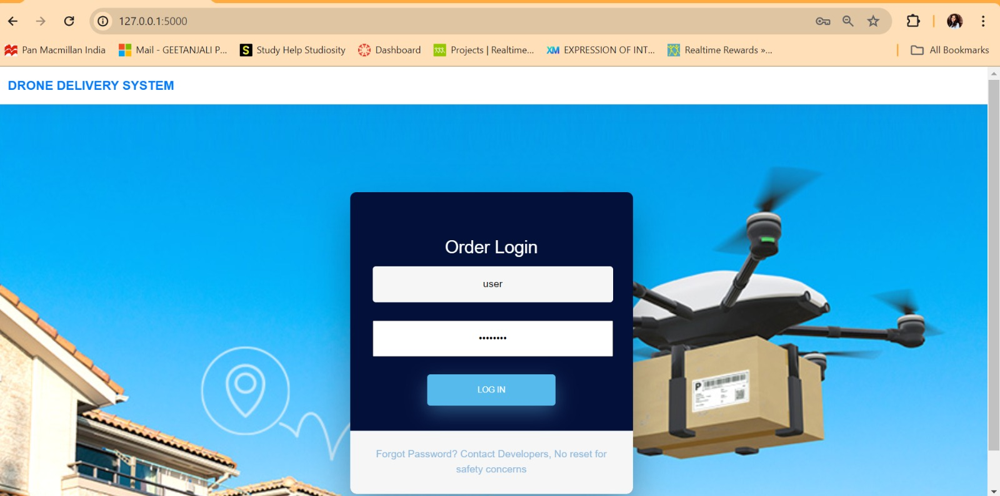 127.0.0.1:5000
Pan Macmillan India
Mail - GEETANJALI P...
Study Help Studiosity
Dashboard
Projects | Realtime...
XM EXPRESSION OF INT...
Realtime Rewards »...
All Bookmarks
DRONE DELIVERY SYSTEM
Order Login
user
••••••••
LOG IN
Forgot Password? Contact Developers, No reset for
safety concerns
P